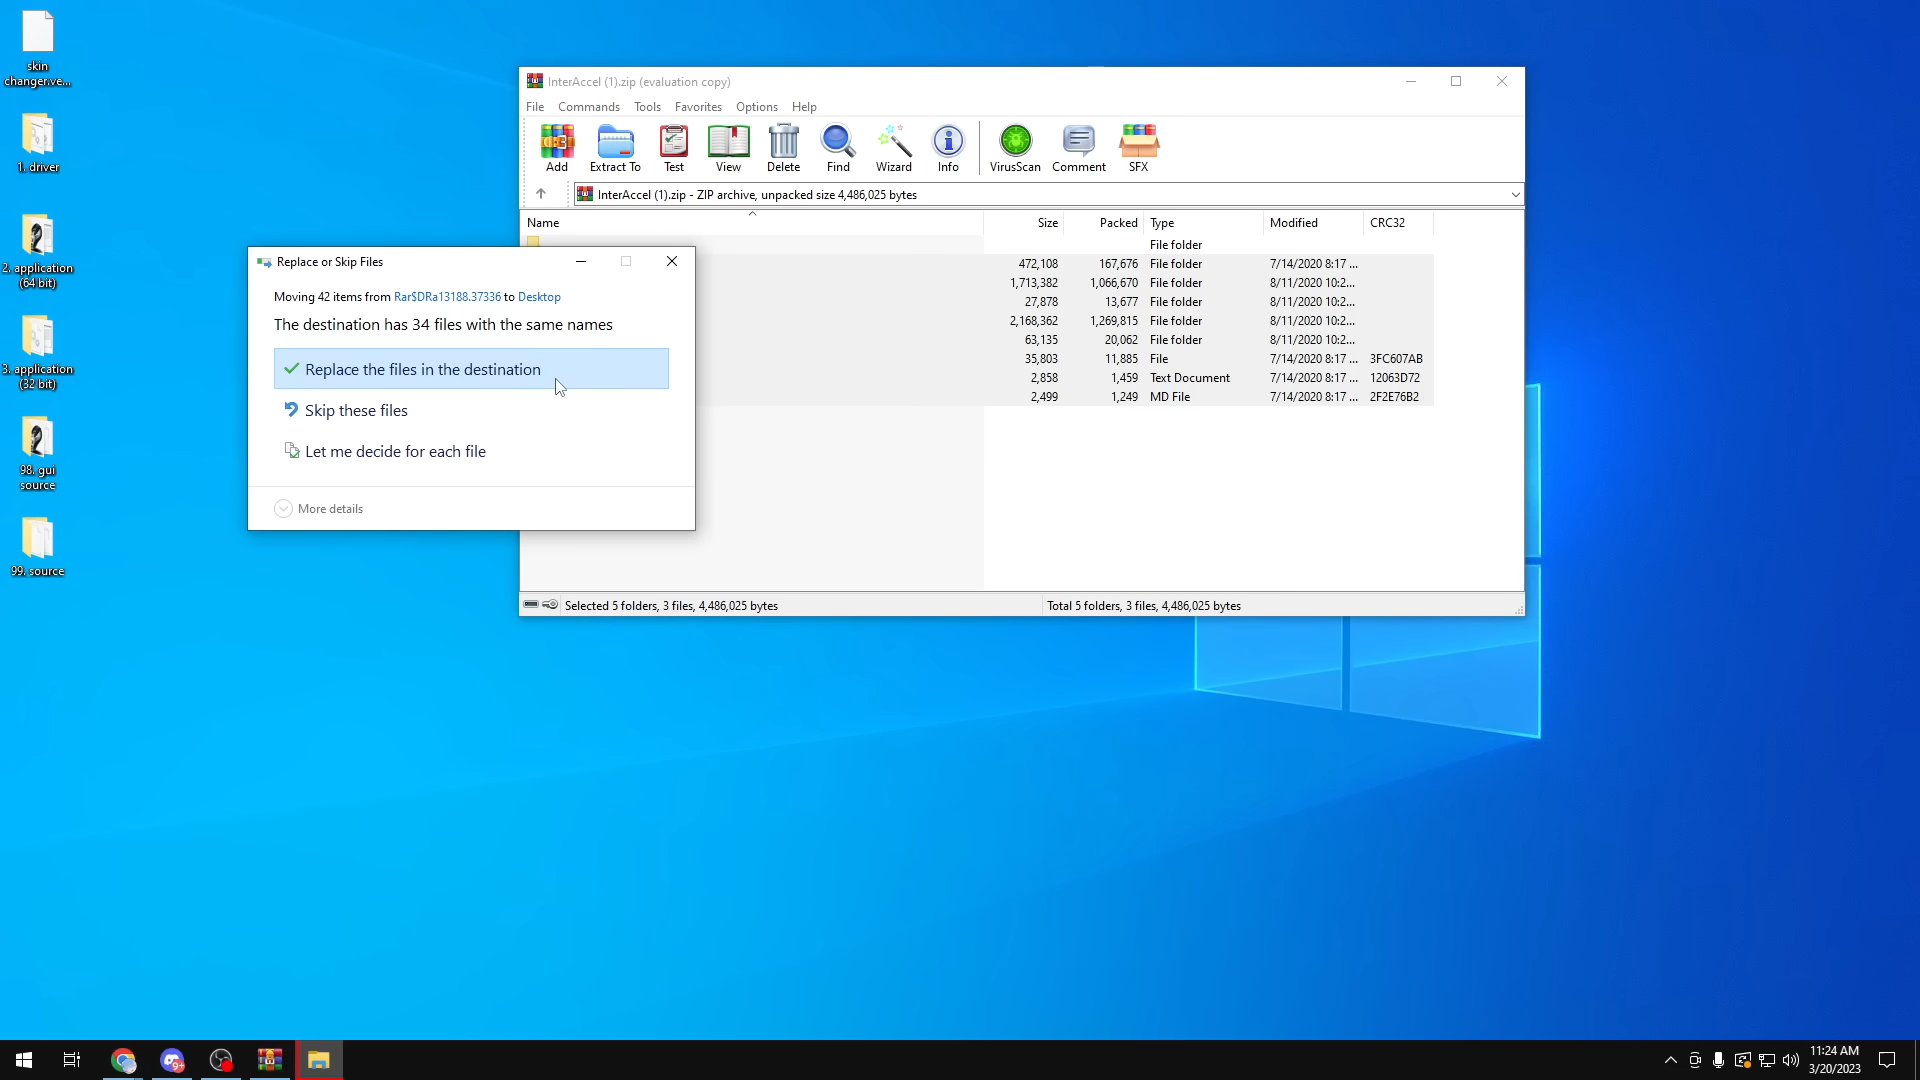 skin
changer.ve...
1. driver
2. application
(64 bit)
3. application
(32 bit)
98. gui
source
99. source
InterAccel (1).zip (evaluation copy)
File Commands Tools Favorites Options Help
Add Extract To Test View Delete Find Wizard Info VirusScan Comment SFX
InterAccel (1).zip - ZIP archive, unpacked size 4,486,025 bytes
Name Size Packed Type Modified CRC32
File folder
472,108 167,676 File folder 7/14/2020 8:17 ...
1,713,382 1,066,670 File folder 8/11/2020 10:2...
27,878 13,677 File folder 8/11/2020 10:2...
2,168,362 1,269,815 File folder 8/11/2020 10:2...
63,135 20,062 File folder 8/11/2020 10:2...
35,803 11,885 File 7/14/2020 8:17 ... 3FC607AB
2,858 1,459 Text Document 7/14/2020 8:17 ... 12063D72
2,499 1,249 MD File 7/14/2020 8:17 ... 2F2E76B2
Selected 5 folders, 3 files, 4,486,025 bytes
Total 5 folders, 3 files, 4,486,025 bytes
Replace or Skip Files
Moving 42 items from Rar$DRa13188.37336 to Desktop
The destination has 34 files with the same names
Replace the files in the destination
Skip these files
Let me decide for each file
More details
9+
11:24 AM
3/20/2023